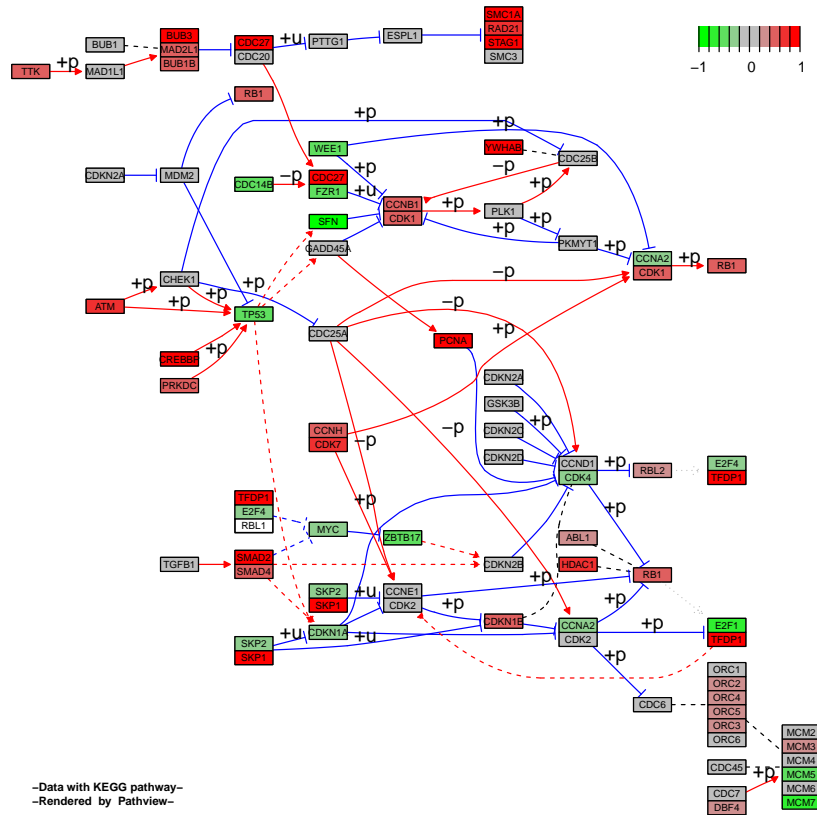 SMC1A
RAD21
STAG1
SMC3
BUB1
BUB3
MAD2L1
BUB1B
CDC27
CDC20
+u
PTTG1
ESPL1
TTK
+p
MAD1L1
−1
0
1
RB1
+p
+p
WEE1
YWHAB
CDC25B
CDKN2A
MDM2
CDC14B
−p
CDC27
FZR1
+p
+u
−p
+p
CCNB1
CDK1
+p
PLK1
+p
SFN
GADD45A
+p
PKMYT1
+p
CCNA2
CDK1
+p
RB1
CHEK1
+p
ATM
+p
+p
TP53
−p
−p
CDC25A
+p
PCNA
CREBBP
+p
PRKDC
CDKN2A
GSK3B
+p
CDKN2C
CDKN2D
CCNH
CDK7
−p
−p
CCND1
CDK4
+p
RBL2
E2F4
TFDP1
TFDP1
E2F4
RBL1
+p
+p
MYC
ZBTB17
ABL1
TGFB1
SMAD2
SMAD4
CDKN2B
HDAC1
RB1
+p
SKP2
SKP1
+u
CCNE1
CDK2
+p
+p
CDKN1B
CDKN1A
+u
SKP2
SKP1
+u
CCNA2
CDK2
+p
E2F1
TFDP1
+p
ORC1
ORC2
ORC4
ORC5
ORC3
ORC6
CDC6
MCM2
MCM3
MCM4
MCM5
MCM6
MCM7
CDC45
+p
CDC7
DBF4
−Data with KEGG pathway−
−Rendered by Pathview−